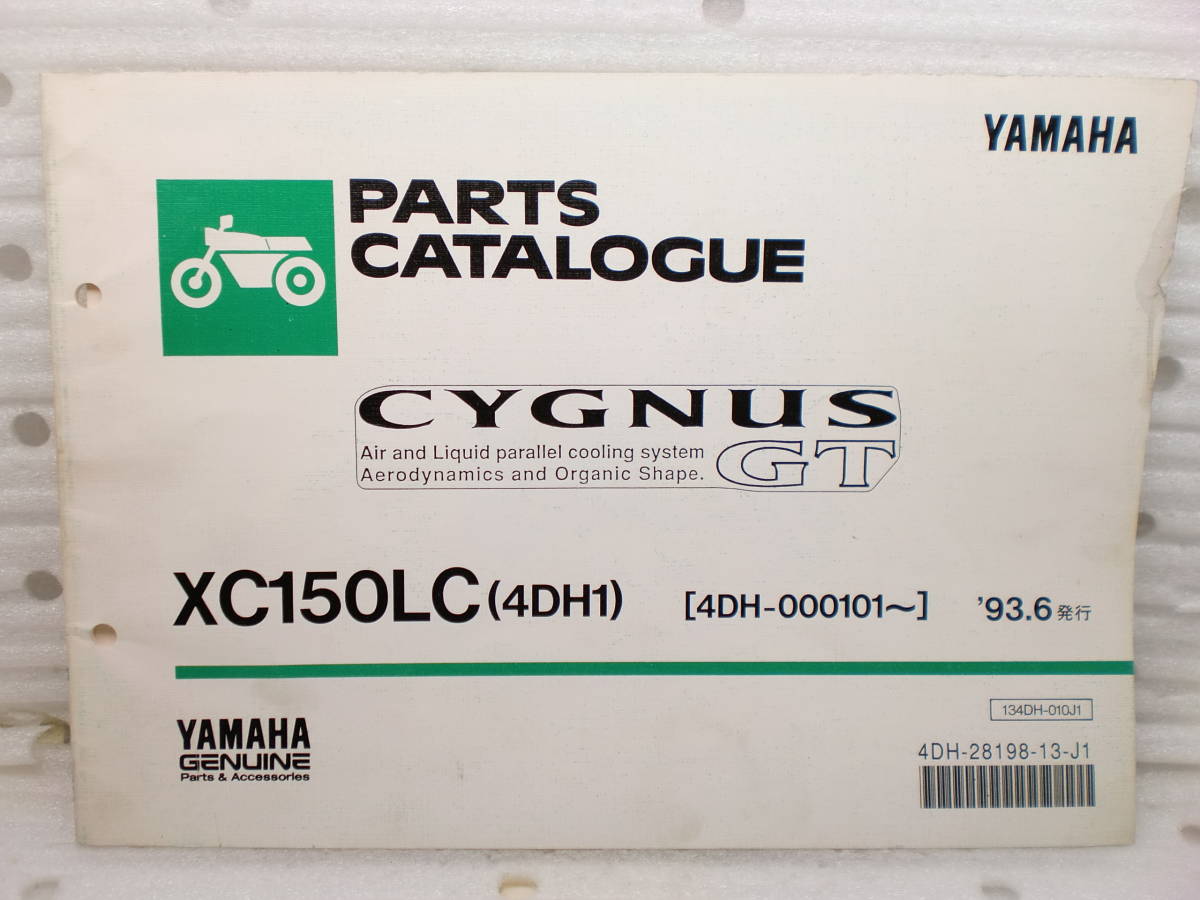 YAMAHA
PARTS
CATALOGUE
CYGNUS
Air and Liquid parallel cooling system
Aerodynamics and Organic Shape.
GT
XC150LC (4DH1) [4DH-000101~] '93.6 発行
134DH-010J1
4DH-28198-13-J1
YAMAHA
GENUINE
Parts & Accessories